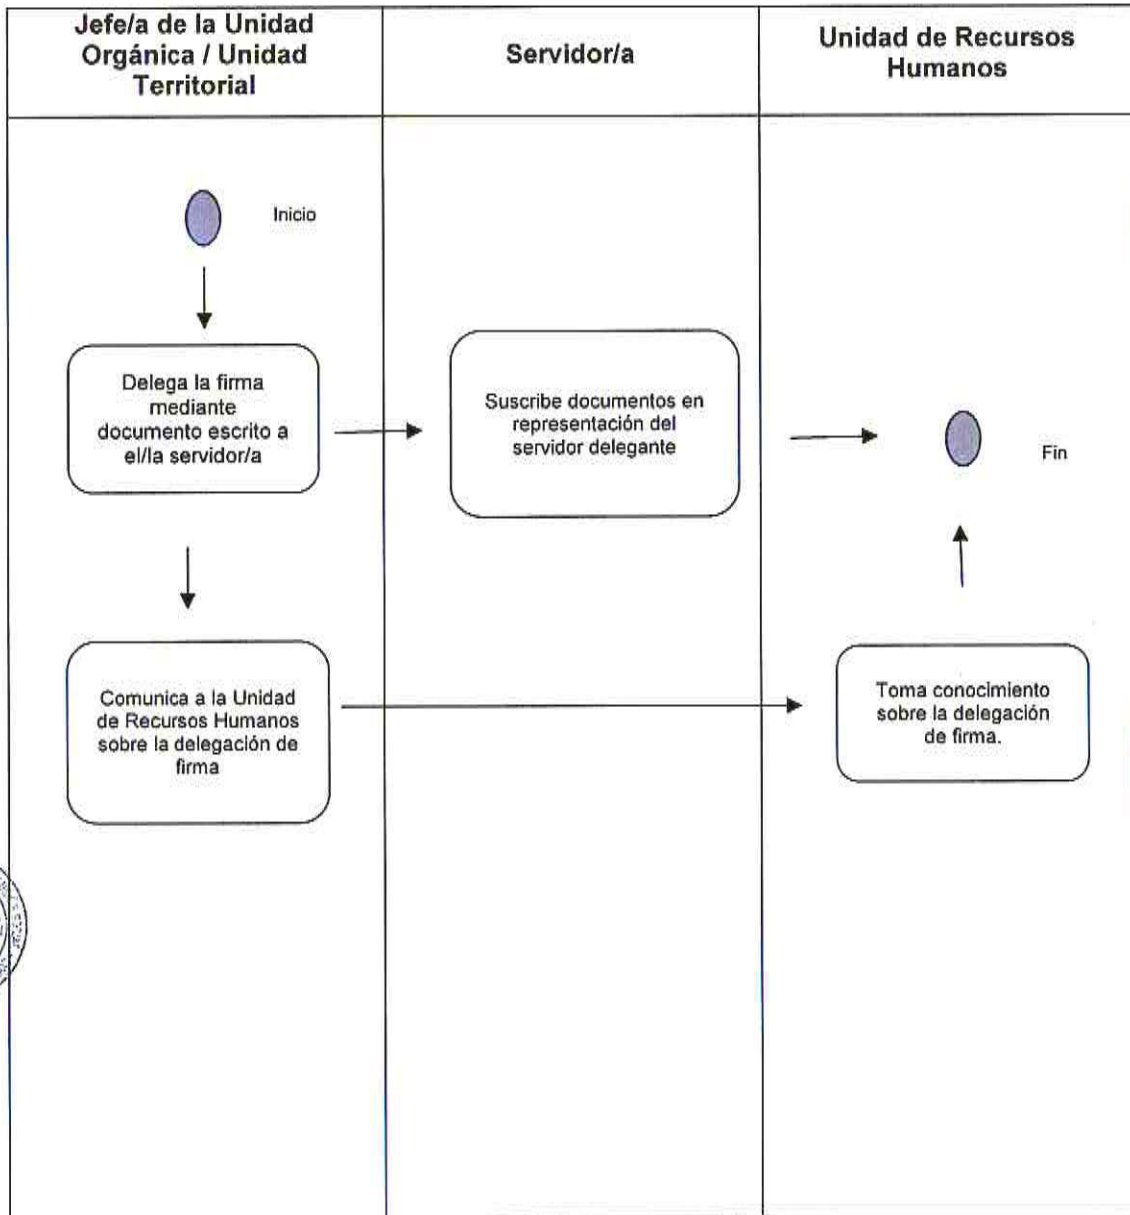 Jefe/a de la Unidad
Orgánica / Unidad
Territorial
Servidor/a
Unidad de Recursos
Humanos
Inicio
Delega la firma
mediante
documento escrito a
el/la servidor/a
Suscribe documentos en
representación del
servidor delegante
Fin
Comunica a la Unidad
de Recursos Humanos
sobre la delegación de
firma
Toma conocimiento
sobre la delegación
de firma.